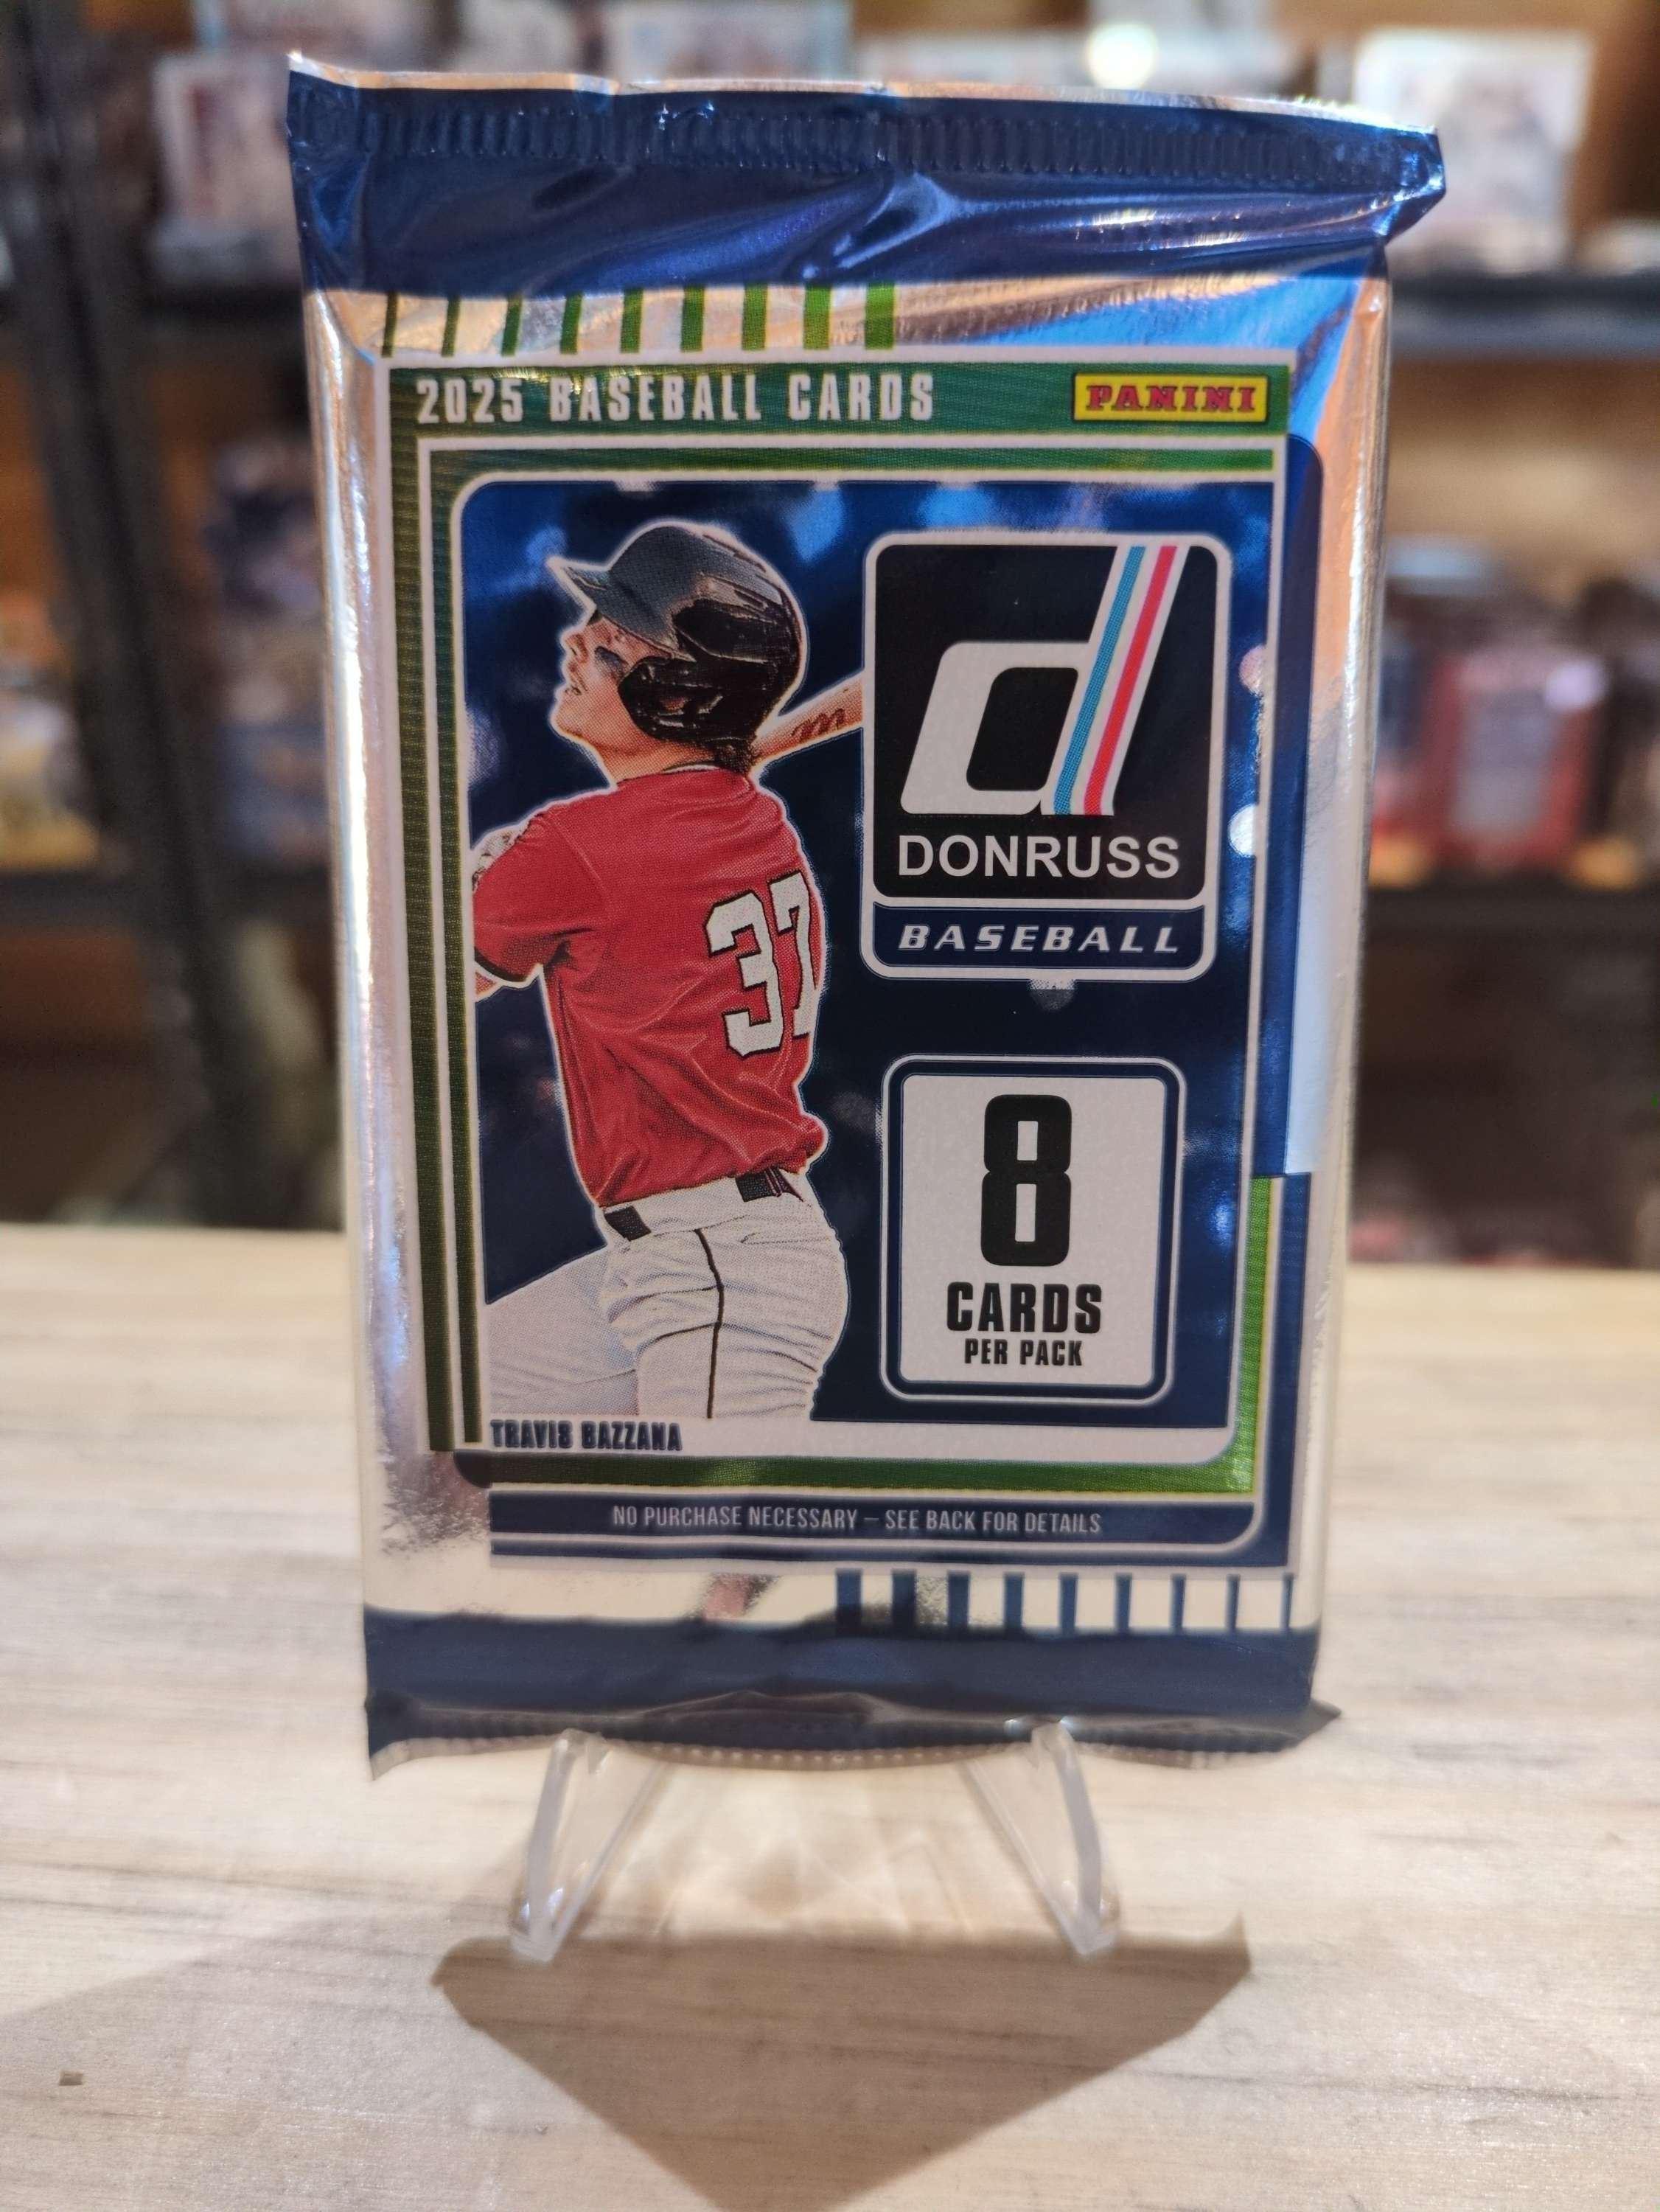 2025 BASEBALL CARDS
PANINI
d
DONRUSS
BASEBALL
37
8
CARDS
PER PACK
TRAVIS BAZZANA
NO PURCHASE NECESSARY – SEE BACK FOR DETAILS